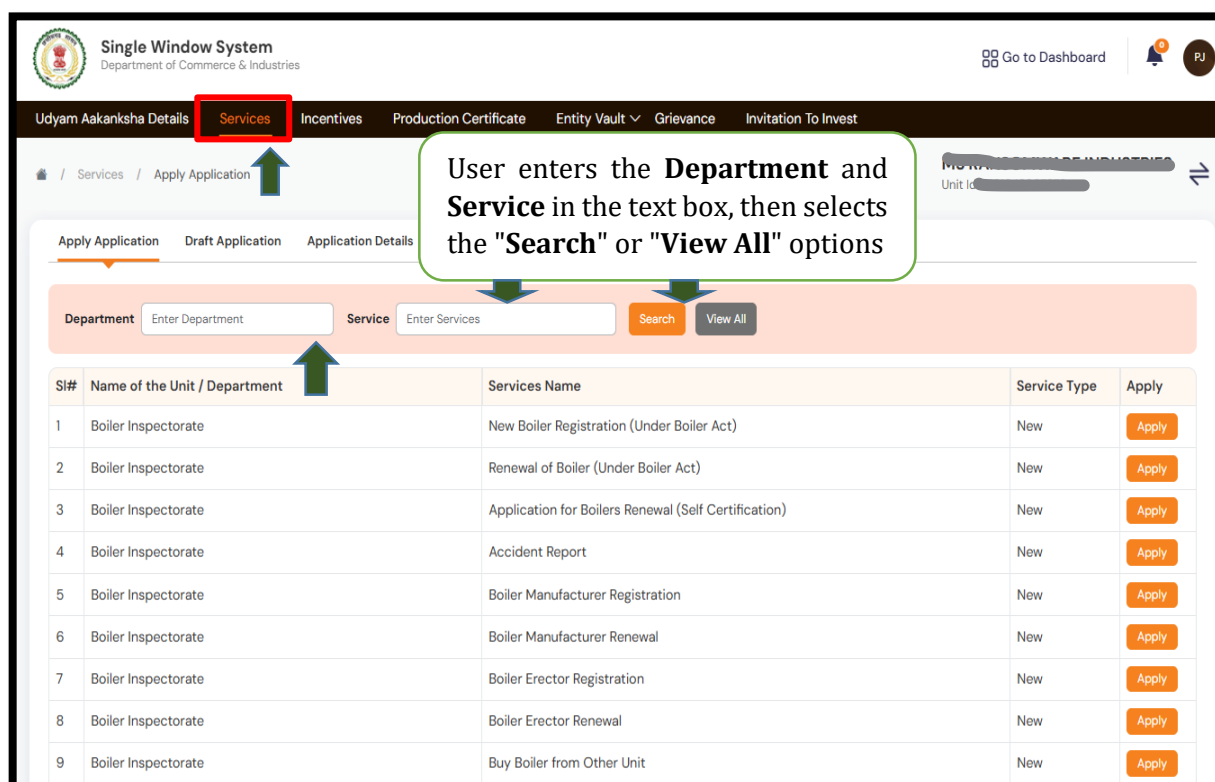 Single Window System
Department of Commerce & Industries
Go to Dashboard
0
PJ
Udyam Aakanksha Details Services Incentives Production Certificate Entity Vault Grievance Invitation To Invest
/ Services / Apply Application
Unit
User enters the Department and
Service in the text box, then selects
the "Search" or "View All" options
Apply Application Draft Application Application Details
Department Enter Department Service Enter Services Search View All
Sl# Name of the Unit / Department Services Name Service Type Apply
1 Boiler Inspectorate New Boiler Registration (Under Boiler Act) New Apply
2 Boiler Inspectorate Renewal of Boiler (Under Boiler Act) New Apply
3 Boiler Inspectorate Application for Boilers Renewal (Self Certification) New Apply
4 Boiler Inspectorate Accident Report New Apply
5 Boiler Inspectorate Boiler Manufacturer Registration New Apply
6 Boiler Inspectorate Boiler Manufacturer Renewal New Apply
7 Boiler Inspectorate Boiler Erector Registration New Apply
8 Boiler Inspectorate Boiler Erector Renewal New Apply
9 Boiler Inspectorate Buy Boiler from Other Unit New Apply